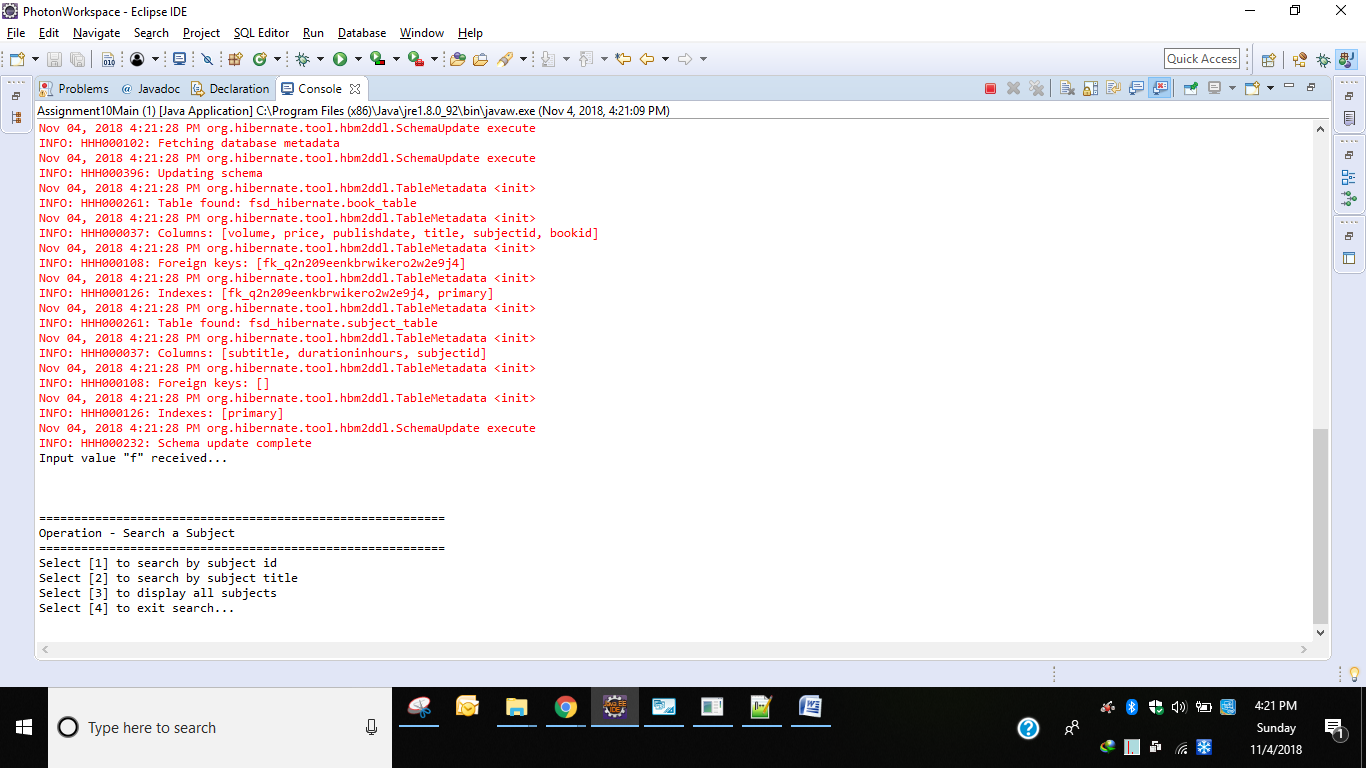 PhotonWorkspace - Eclipse IDE
File Edit Navigate Search Project Run SQL Editor Database Window Help
Quick Access
Problems @ Javadoc Declaration Console
Assignment10Main (1) [Java Application] C:\Program Files (x86)\Java\jre1.8.0_92\bin\javaw.exe (Nov 4, 2018, 4:21:09 PM)
Nov 04, 2018 4:21:28 PM org.hibernate.tool.hbm2ddl.SchemaUpdate execute
INFO: HHH000102: Fetching database metadata
Nov 04, 2018 4:21:28 PM org.hibernate.tool.hbm2ddl.SchemaUpdate execute
INFO: HHH000396: Updating schema
Nov 04, 2018 4:21:28 PM org.hibernate.tool.hbm2ddl.TableMetadata <init>
INFO: HHH000261: Table found: fsd_hibernate.book_table
Nov 04, 2018 4:21:28 PM org.hibernate.tool.hbm2ddl.TableMetadata <init>
INFO: HHH000037: Columns: [volume, price, publishdate, title, subjectid, bookid]
Nov 04, 2018 4:21:28 PM org.hibernate.tool.hbm2ddl.TableMetadata <init>
INFO: HHH000108: Foreign keys: [fk_q2n209eenkbrwikero2w2e9j4]
Nov 04, 2018 4:21:28 PM org.hibernate.tool.hbm2ddl.TableMetadata <init>
INFO: HHH000126: Indexes: [fk_q2n209eenkbrwikero2w2e9j4, primary]
Nov 04, 2018 4:21:28 PM org.hibernate.tool.hbm2ddl.TableMetadata <init>
INFO: HHH000261: Table found: fsd_hibernate.subject_table
Nov 04, 2018 4:21:28 PM org.hibernate.tool.hbm2ddl.TableMetadata <init>
INFO: HHH000037: Columns: [subtitle, durationinhours, subjectid]
Nov 04, 2018 4:21:28 PM org.hibernate.tool.hbm2ddl.TableMetadata <init>
INFO: HHH000108: Foreign keys: []
Nov 04, 2018 4:21:28 PM org.hibernate.tool.hbm2ddl.TableMetadata <init>
INFO: HHH000126: Indexes: [primary]
Nov 04, 2018 4:21:28 PM org.hibernate.tool.hbm2ddl.SchemaUpdate execute
INFO: HHH000232: Schema update complete
Input value "f" received...
==========================================================
Operation - Search a Subject
==========================================================
Select [1] to search by subject id
Select [2] to search by subject title
Select [3] to display all subjects
Select [4] to exit search...
Type here to search
4:21 PM
Sunday
11/4/2018
1